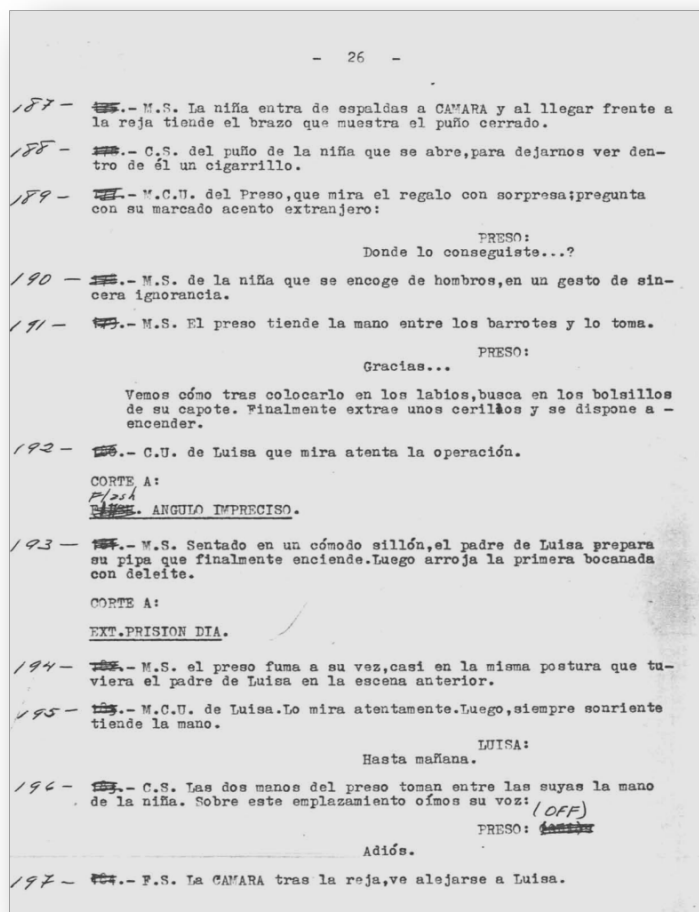 - 26 -
187- .- M.S. La niña entra de espaldas a CAMARA y al llegar frente a
la reja tiende el brazo que muestra el puño cerrado.
188- .- C.S. del puño de la niña que se abre,para dejarnos ver den-
tro de él un cigarrillo.
189- .- M.C.U. del Preso,que mira el regalo con sorpresa;pregunta
con su marcado acento extranjero:
PRESO:
Donde lo conseguiste...?
190- .- M.S. de la niña que se encoge de hombros,en un gesto de sin-
cera ignorancia.
191- .- M.S. El preso tiende la mano entre los barrotes y lo toma.
PRESO:
Gracias...
Vemos cómo tras colocarlo en los labios,busca en los bolsillos
de su capote. Finalmente extrae unos cerillos y se dispone a -
encender.
192- .- C.U. de Luisa que mira atenta la operación.
CORTE A:
Flash
. ANGULO IMPRECISO.
193- .- M.S. Sentado en un cómodo sillón,el padre de Luisa prepara
su pipa que finalmente enciende.Luego arroja la primera bocanada
con deleite.
CORTE A:
EXT.PRISION DIA.
194- .- M.S. el preso fuma a su vez,casi en la misma postura que tu-
viera el padre de Luisa en la escena anterior.
195- .- M.C.U. de Luisa.Lo mira atentamente.Luego,siempre sonriente
tiende la mano.
LUISA:
Hasta mañana.
196- .- C.S. Las dos manos del preso toman entre las suyas la mano
de la niña. Sobre este emplazamiento oímos su voz:
(OFF)
PRESO:
Adiós.
197- .- F.S. La CAMARA tras la reja,ve alejarse a Luisa.